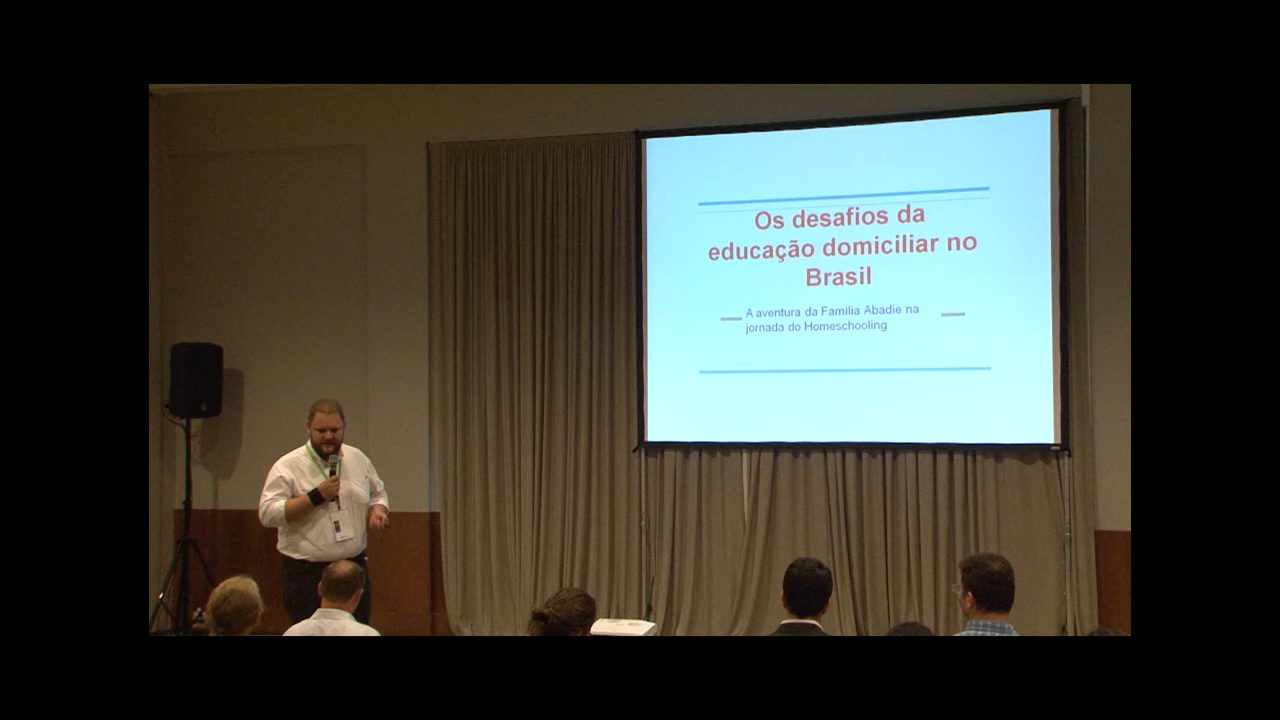 Os desafios da
educação domiciliar no
Brasil
A aventura da Familia Abadie na
jornada do Homeschooling